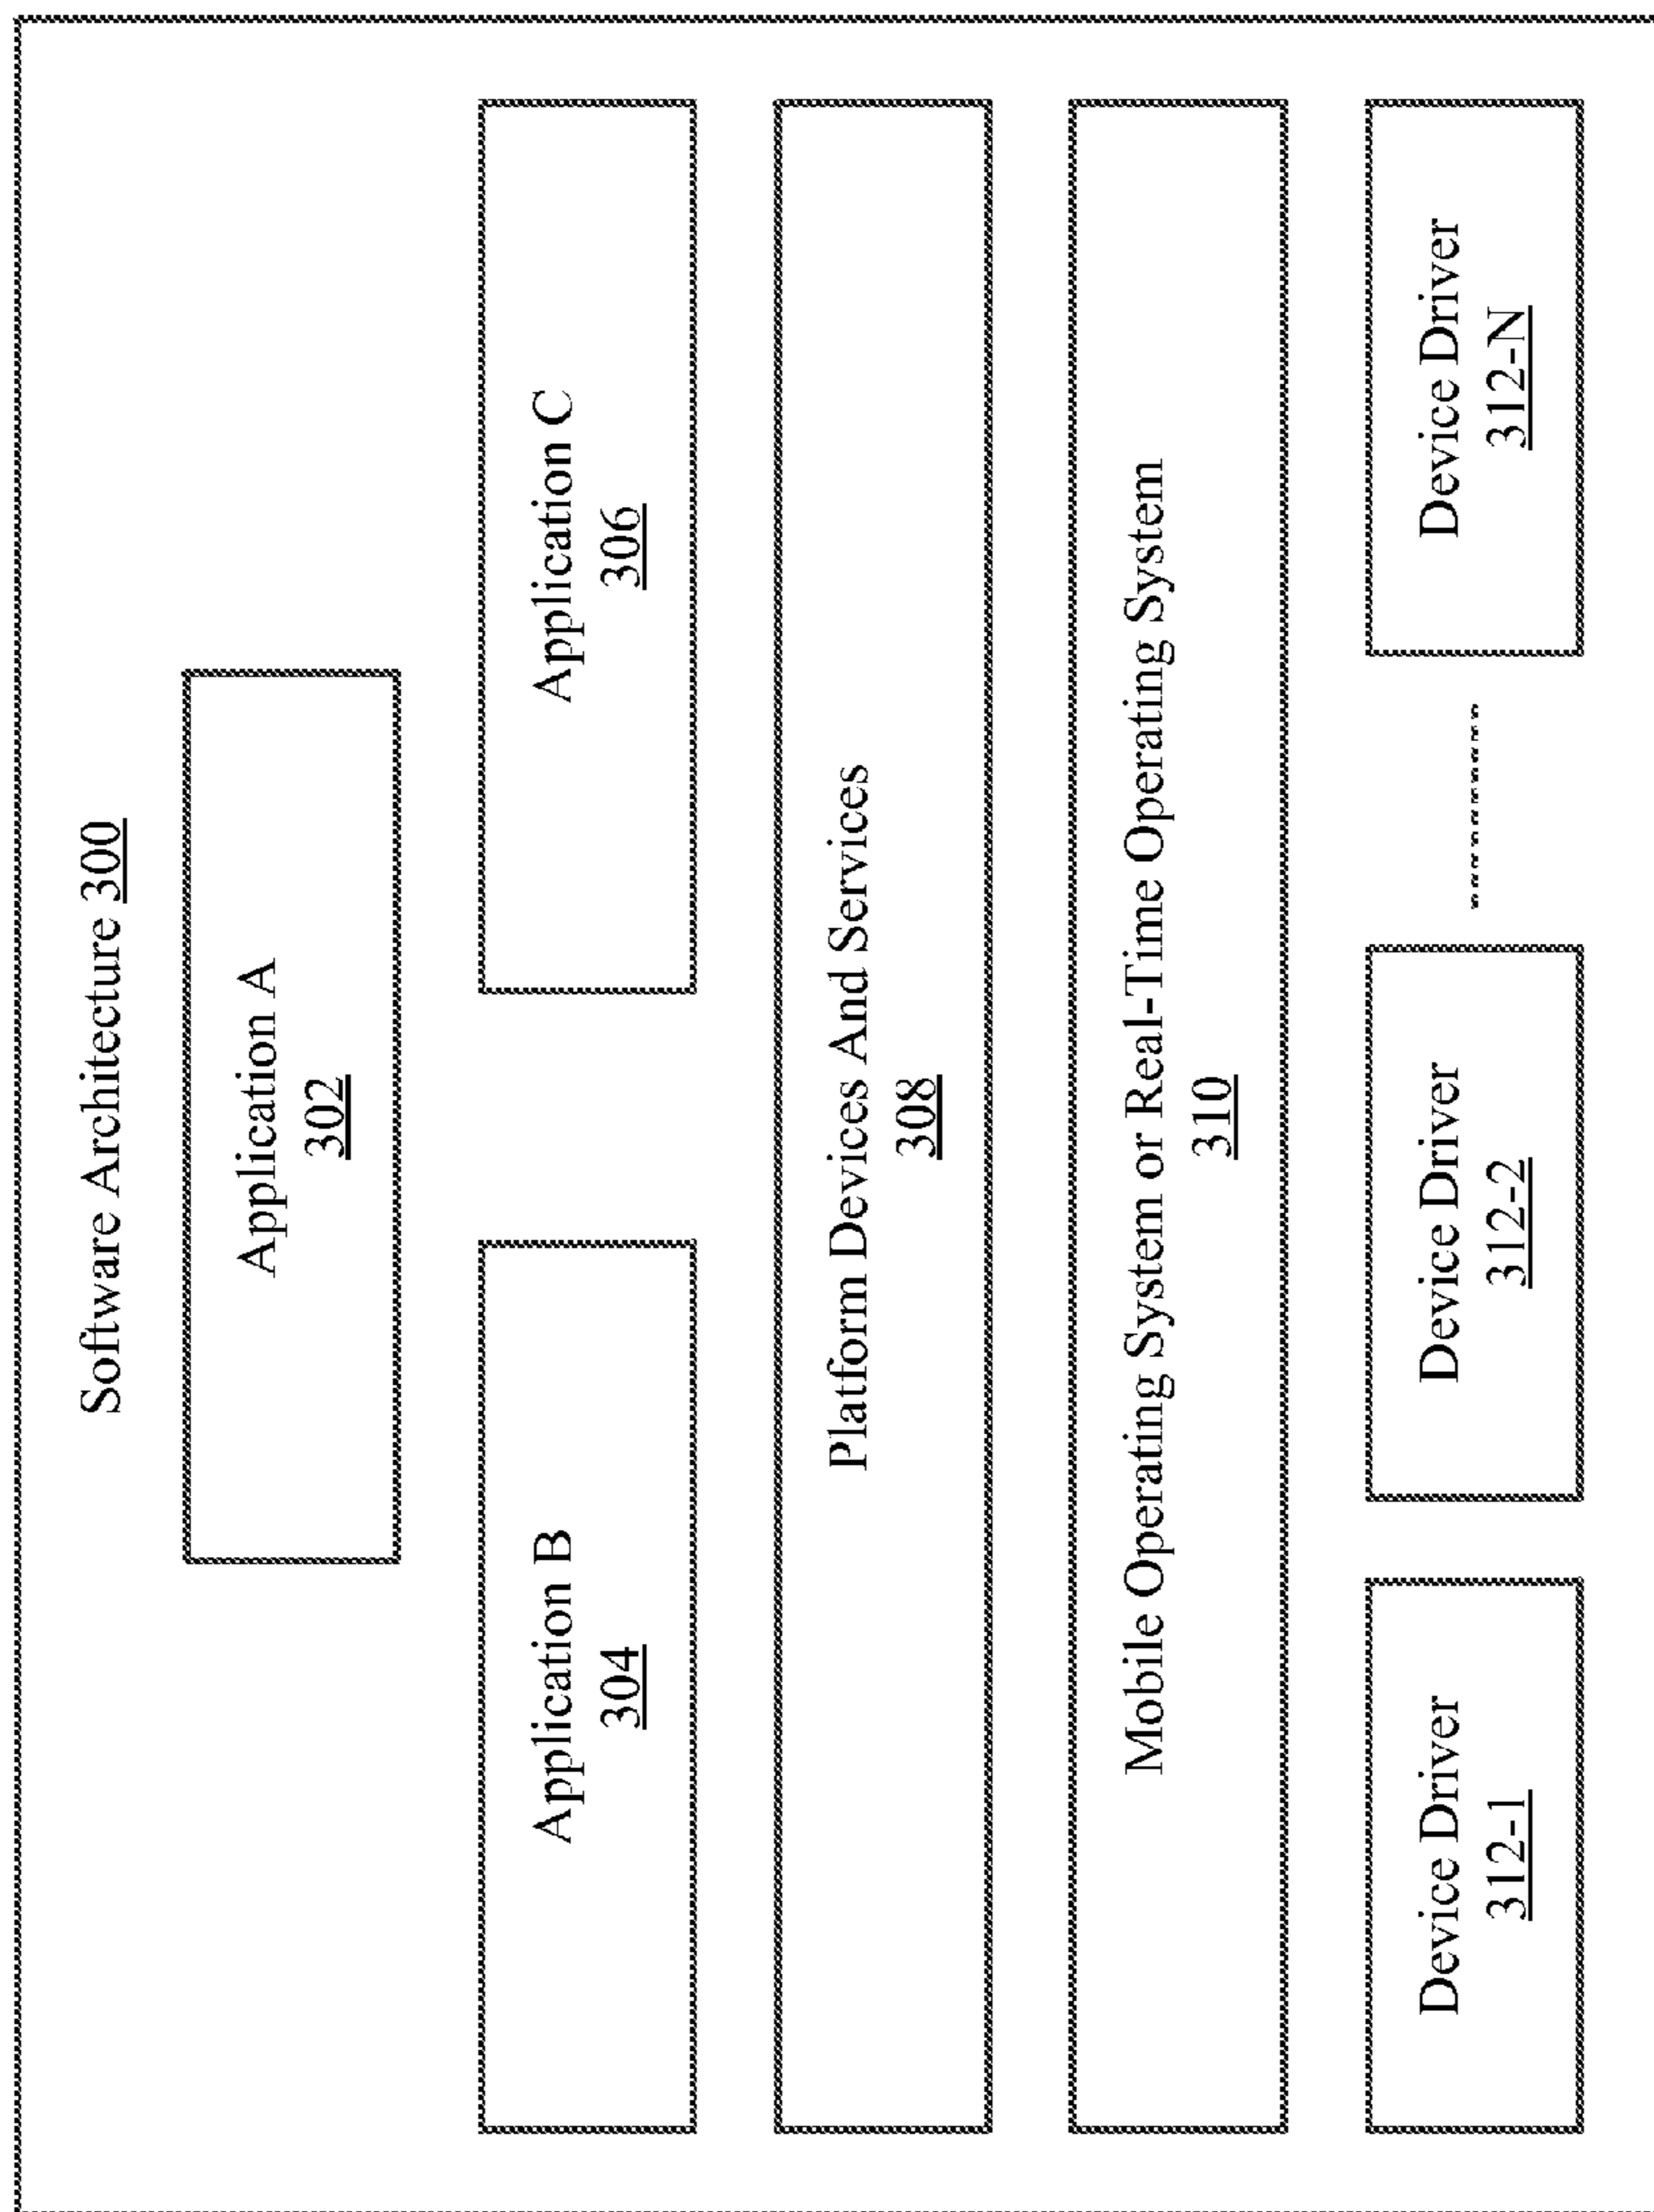 Software Architecture 300
Application A
302
Application B
304
Application C
306
Platform Devices And Services
308
Mobile Operating System or Real-Time Operating System
310
Device Driver
312-1
Device Driver
312-2
Device Driver
312-N